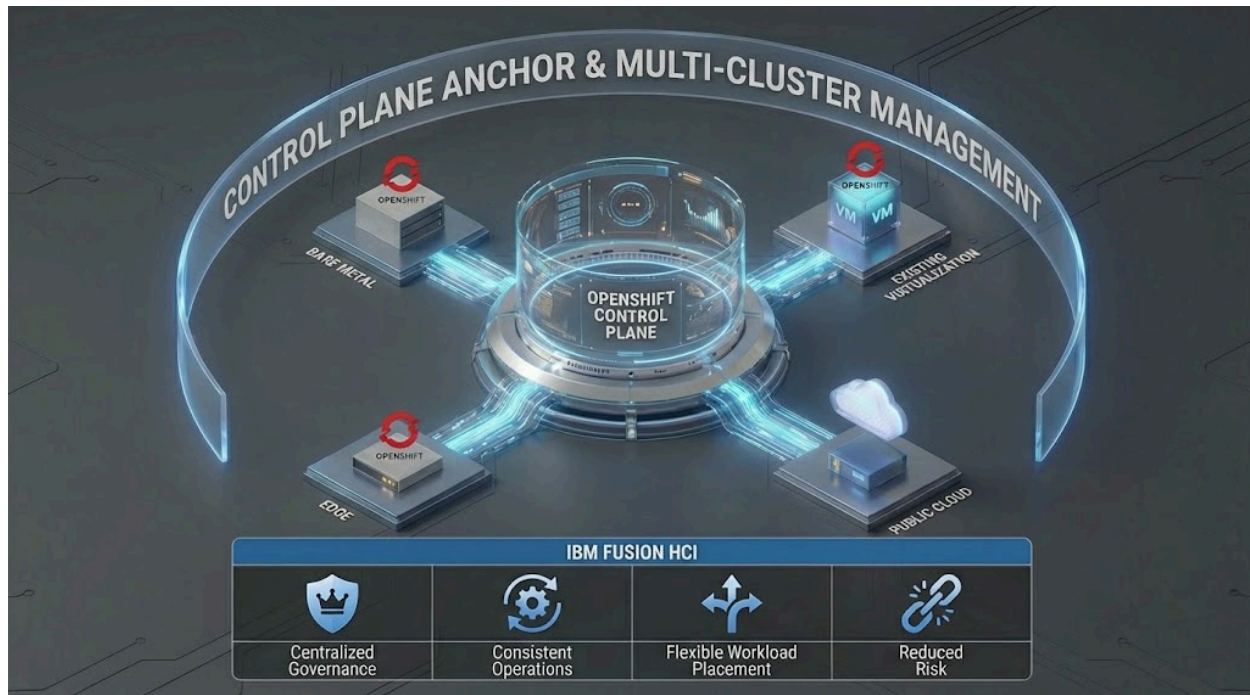 CONTROL PLANE ANCHOR & MULTI-CLUSTER MANAGEMENT
OPENSHIFT
BARE METAL
OPENSHIFT
VM VM
EXISTING
VIRTUALIZATION
OPENSHIFT
CONTROL
PLANE
OPENSHIFT
EDGE
PUBLIC CLOUD
IBM FUSION HCI
Centralized
Governance
Consistent
Operations
Flexible Workload
Placement
Reduced
Risk